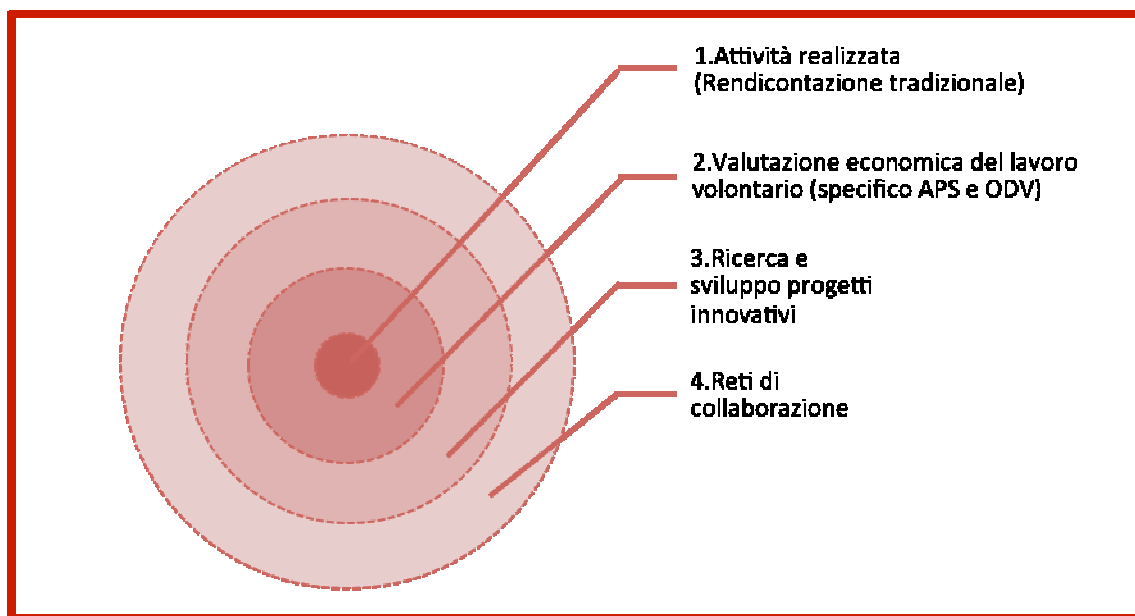 1.Attività realizzata
(Rendicontazione tradizionale)
2.Valutazione economica del lavoro
volontario (specifico APS e ODV)
3.Ricerca e
sviluppo progetti
innovativi
4.Reti di
collaborazione